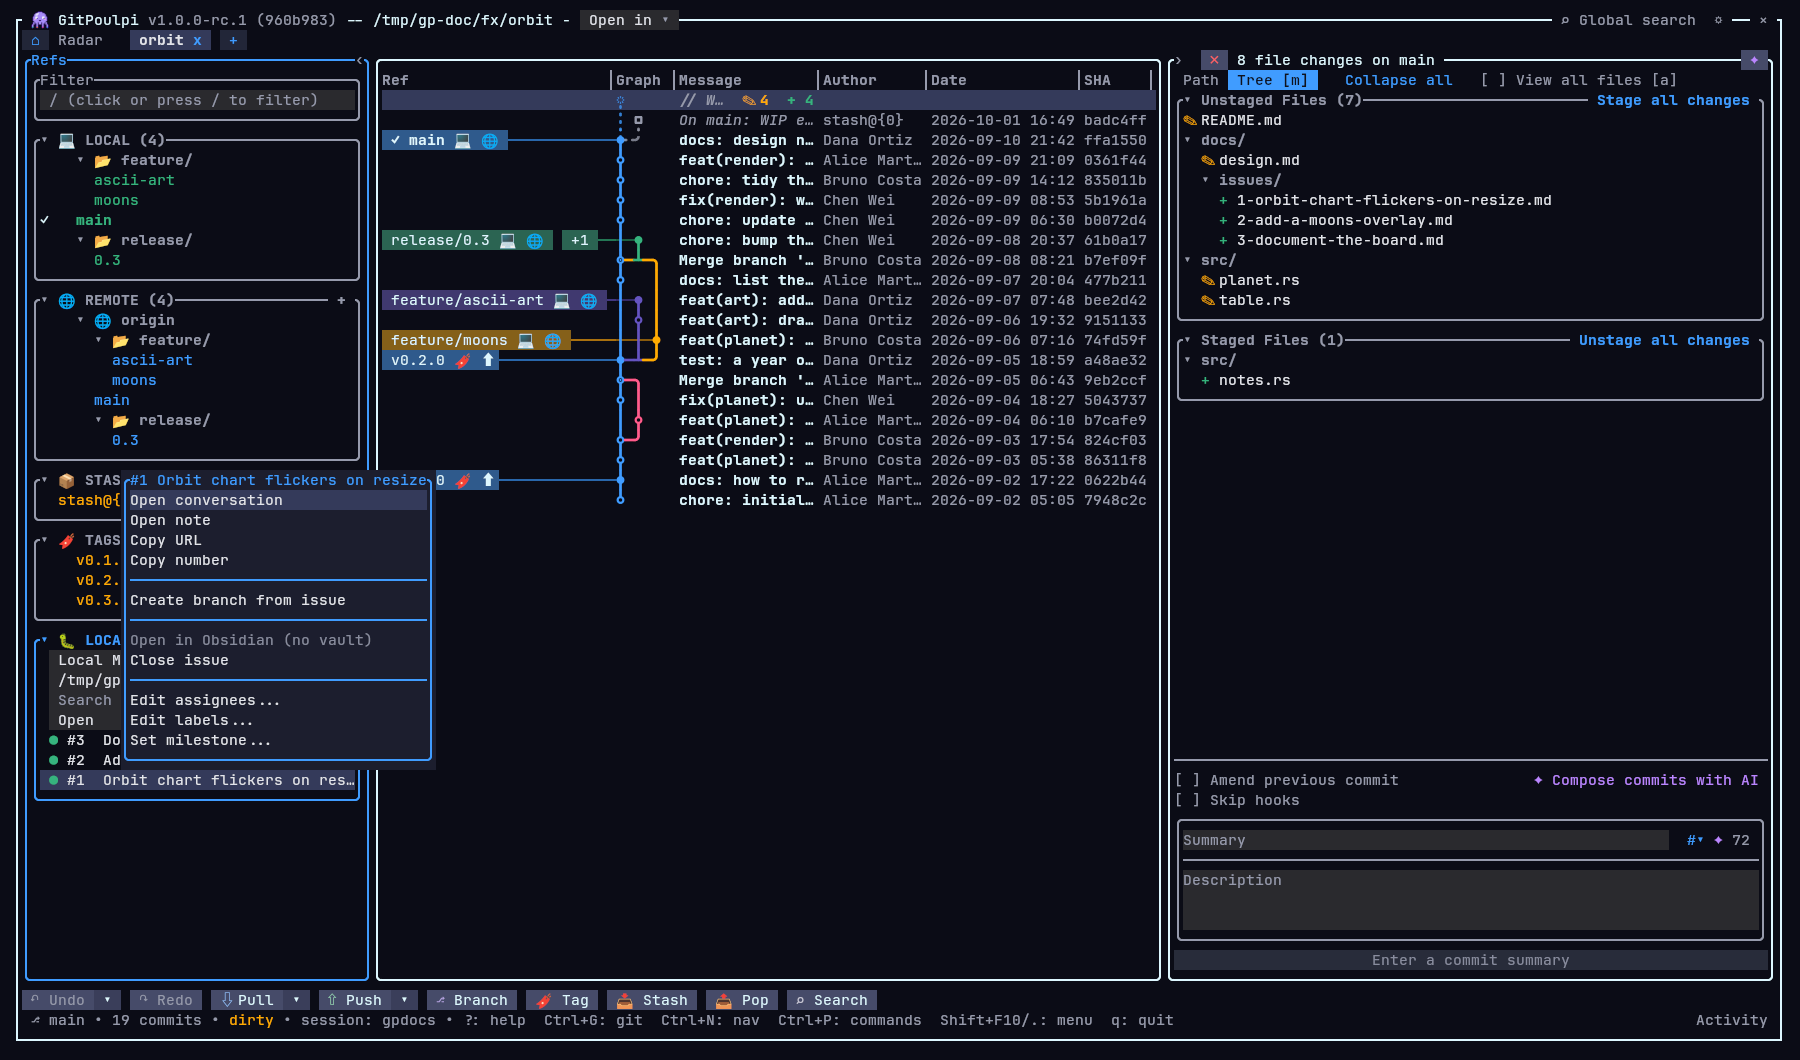 GitPoulpi v1.0.0-rc.1 (960b983) —— /tmp/gp-doc/fx/orbit - Open in ▾ ⌕ Global search ☼ × 
⌂ Radar orbit x +
Refs ‹ › ✕ 8 file changes on main ✦
Filter Ref Graph Message Author Date SHA Path Tree [m] Collapse all [ ] View all files [a]
/ (click or press / to filter) // W… ✎ 4 + 4 ▾ Unstaged Files (7) Stage all changes
On main: WIP e… stash@{0} 2026-10-01 16:49 badc4ff ✎ README.md
▾ LOCAL (4) ✓ main docs: design n… Dana Ortiz 2026-09-10 21:42 ffa1550 ▾ docs/
▾ feature/ feat(render): … Alice Mart… 2026-09-09 21:09 0361f44 ✎ design.md
ascii-art chore: tidy th… Bruno Costa 2026-09-09 14:12 835011b ▾ issues/
moons fix(render): w… Chen Wei 2026-09-09 08:53 5b1961a + 1-orbit-chart-flickers-on-resize.md
✓ main chore: update … Chen Wei 2026-09-09 06:30 b0072d4 + 2-add-a-moons-overlay.md
▾ release/ release/0.3 +1 chore: bump th… Chen Wei 2026-09-08 20:37 61b0a17 + 3-document-the-board.md
0.3 Merge branch '… Bruno Costa 2026-09-08 08:21 b7ef09f ▾ src/
docs: list the… Alice Mart… 2026-09-07 20:04 477b211 ✎ planet.rs
▾ REMOTE (4) + feature/ascii-art feat(art): add… Dana Ortiz 2026-09-07 07:48 bee2d42 ✎ table.rs
▾ origin feat(art): dra… Dana Ortiz 2026-09-06 19:32 9151133
▾ feature/ feature/moons feat(planet): … Bruno Costa 2026-09-06 07:16 74fd59f ▾ Staged Files (1) Unstage all changes
ascii-art v0.2.0 ⬆ test: a year o… Dana Ortiz 2026-09-05 18:59 a48ae32 ▾ src/
moons Merge branch '… Alice Mart… 2026-09-05 06:43 9eb2ccf + notes.rs
main fix(planet): u… Chen Wei 2026-09-04 18:27 5043737
▾ release/ feat(planet): … Alice Mart… 2026-09-04 06:10 b7cafe9
0.3 feat(render): … Bruno Costa 2026-09-03 17:54 824cf03
feat(planet): … Bruno Costa 2026-09-03 05:38 86311f8
▾ STAS #1 Orbit chart flickers on resize 0 ⬆ docs: how to r… Alice Mart… 2026-09-02 17:22 0622b44
stash@{ Open conversation chore: initial… Alice Mart… 2026-09-02 05:05 7948c2c
Open note
▾ TAGS Copy URL
v0.1. Copy number
v0.2.
v0.3. Create branch from issue
▾ LOCA Open in Obsidian (no vault)
Local M Close issue
/tmp/gp
Search Edit assignees...
Open Edit labels...
● #3 Do Set milestone...
● #2 Ad
● #1 Orbit chart flickers on res… [ ] Amend previous commit ✦ Compose commits with AI
[ ] Skip hooks
Summary #▾ ✦ 72
Description
Enter a commit summary
↶ Undo ▾ ↷ Redo ⇩ Pull ▾ ⇧ Push ▾ ⎇ Branch Tag Stash Pop ⌕ Search
⎇ main • 19 commits • dirty • session: gpdocs • ?: help Ctrl+G: git Ctrl+N: nav Ctrl+P: commands Shift+F10/.: menu q: quit Activity